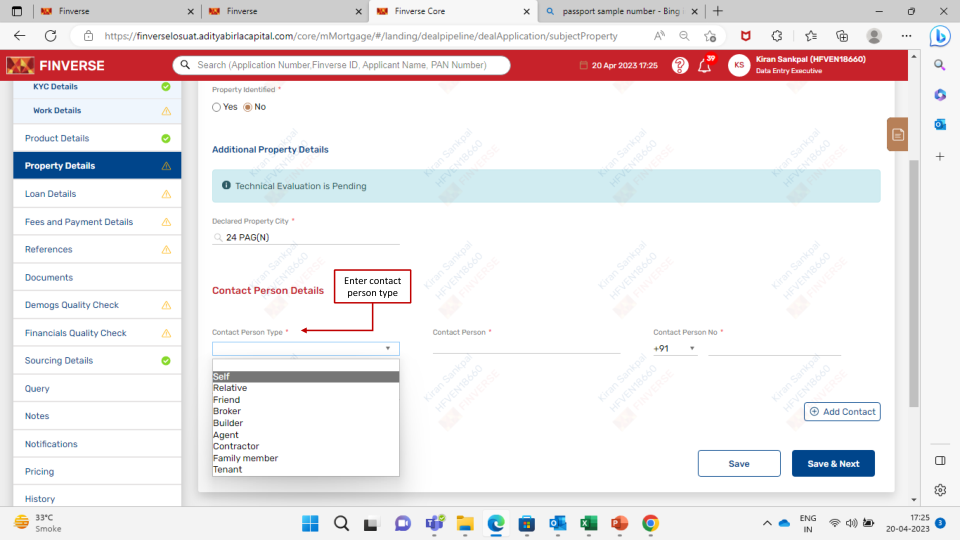 Finverse
Finverse
Finverse Core
passport sample number - Bing
https://finverselosuat.adityabirlacapital.com/core/mMortgage/#/landing/dealpipeline/dealApplication/subjectProperty
FINVERSE
Search (Application Number,Finverse ID, Applicant Name, PAN Number)
20 Apr 2023 17:25
39
KS
Kiran Sankpal (HFVEN18660)
Data Entry Executive
KYC Details
Work Details
Product Details
Property Details
Loan Details
Fees and Payment Details
References
Documents
Demogs Quality Check
Financials Quality Check
Sourcing Details
Query
Notes
Notifications
Pricing
History
Property Identified *
Yes No
Additional Property Details
Technical Evaluation is Pending
Declared Property City *
24 PAG(N)
Enter contact
person type
Contact Person Details
Contact Person Type *
Contact Person *
Contact Person No *
+91
Self
Relative
Friend
Broker
Builder
Agent
Contractor
Family member
Tenant
Add Contact
Save
Save & Next
Kiran Sankpal
HFVEN18660
FINVERSE
33°C
Smoke
ENG
IN
17:25
20-04-2023
3